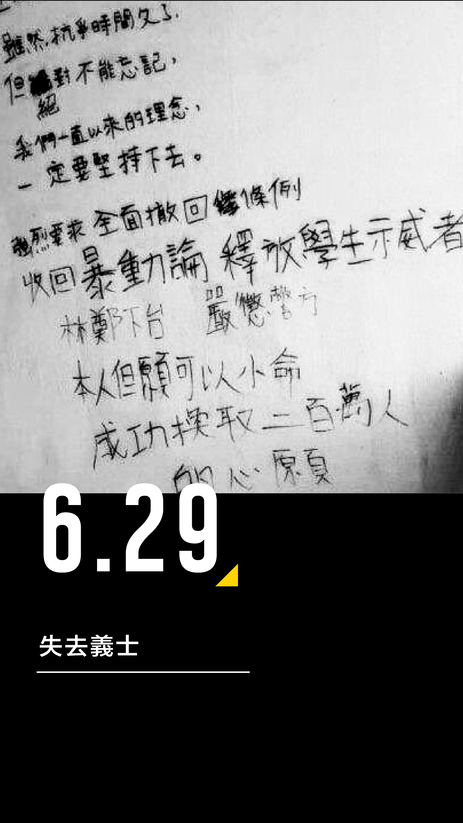 雖然抗爭時間久了,
但絕對不能忘記,
我們一直以來的理念,
一定要堅持下去。
強烈要求全面撤回條例
收回暴動論 釋放學生示威者
林鄭下台 嚴懲警方
本人但願可以小命
成功換取二百萬人
的心願
6.29
失去義士